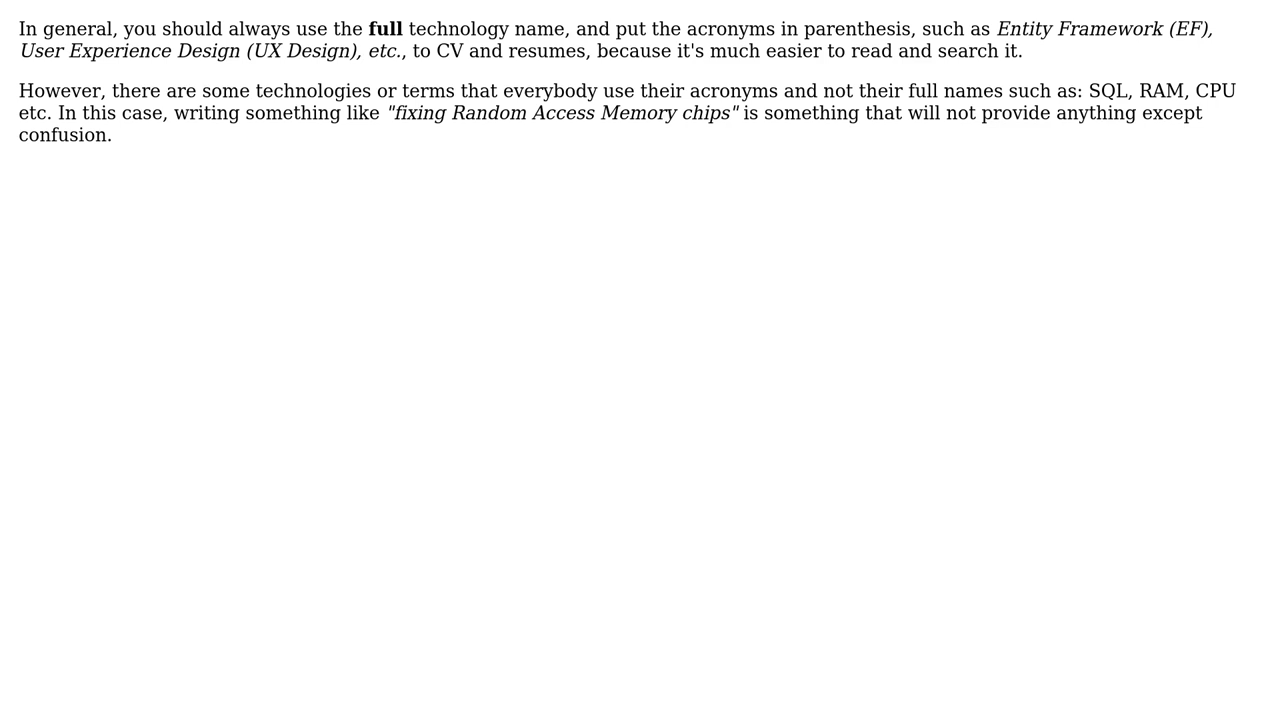 In general, you should always use the full technology name, and put the acronyms in parenthesis, such as Entity Framework (EF),
User Experience Design (UX Design), etc., to CV and resumes, because it's much easier to read and search it.
However, there are some technologies or terms that everybody use their acronyms and not their full names such as: SQL, RAM, CPU
etc. In this case, writing something like "fixing Random Access Memory chips" is something that will not provide anything except
confusion.